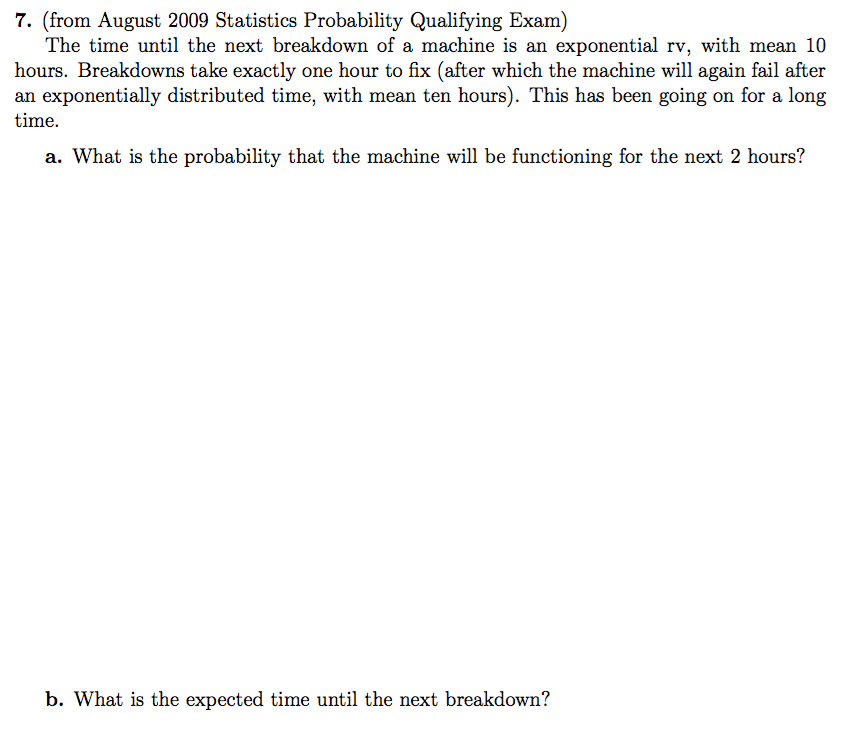 7. (from August 2009 Statistics Probability Qualifying Exam)
The time until the next breakdown of a machine is an exponential rv, with mean 10
hours. Breakdowns take exactly one hour to fix (after which the machine will again fail after
an exponentially distributed time, with mean ten hours). This has been going on for a long
time.
a. What is the probability that the machine will be functioning for the next 2 hours?
b. What is the expected time until the next breakdown?